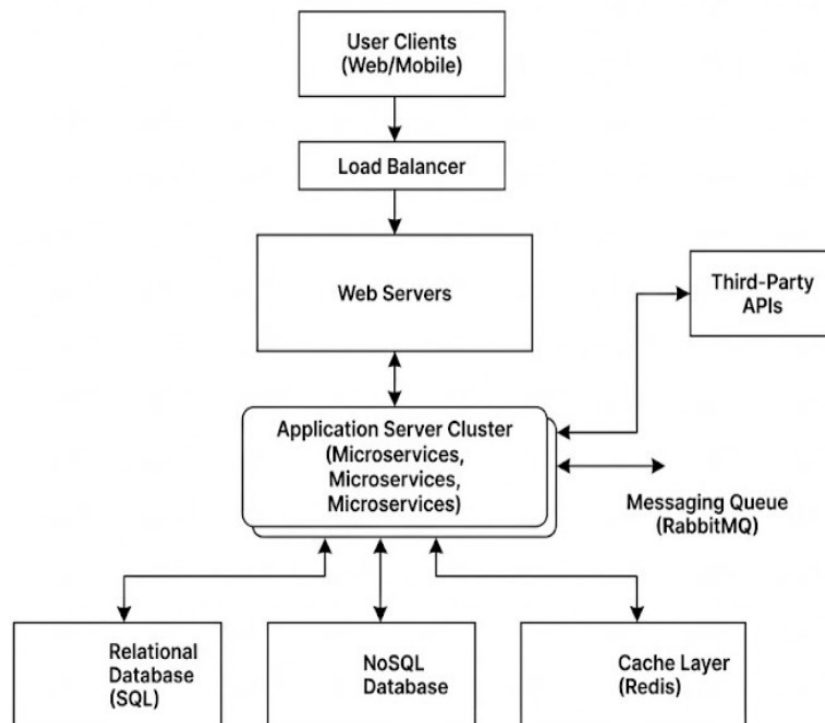 User Clients
(Web/Mobile)
Load Balancer
Web Servers
Third-Party
APIs
Application Server Cluster
(Microservices,
Microservices,
Microservices)
Messaging Queue
(RabbitMQ)
Relational
Database
(SQL)
NoSQL
Database
Cache Layer
(Redis)